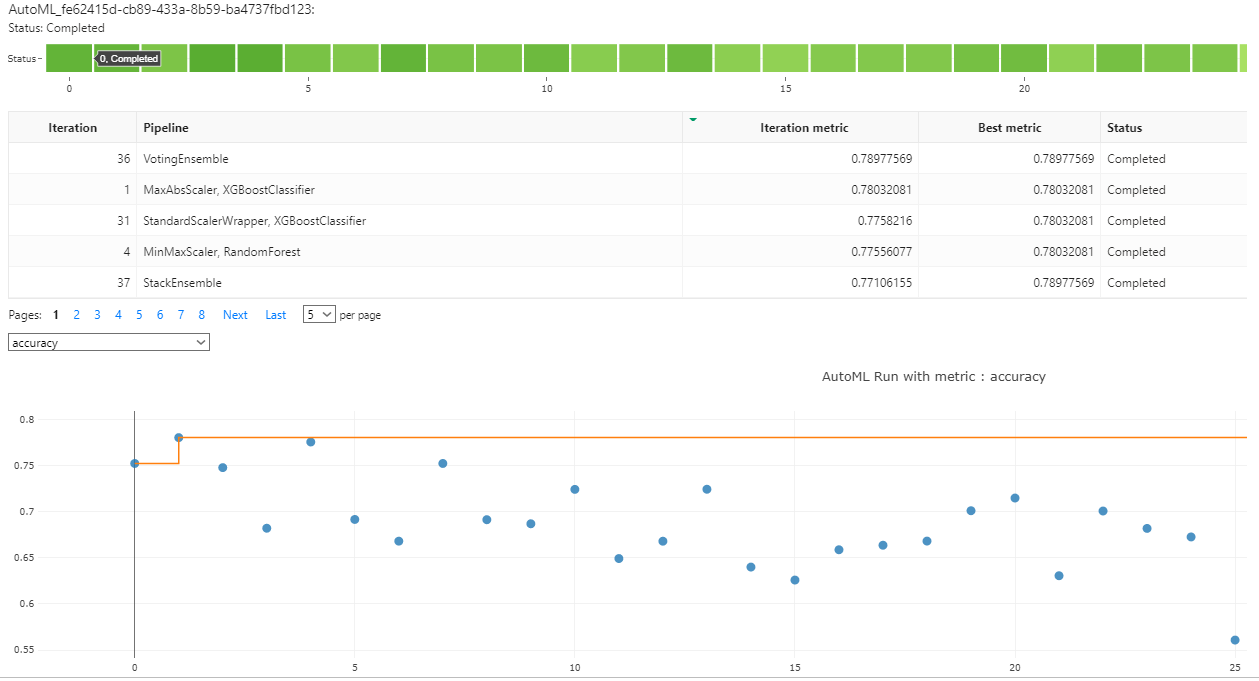 AutoML_fe62415d-cb89-433a-8b59-ba4737fbd123:
Status: Completed
Status
0, Completed
0 5 10 15 20
Iteration Pipeline Iteration metric Best metric Status
36 VotingEnsemble 0.78977569 0.78977569 Completed
1 MaxAbsScaler, XGBoostClassifier 0.78032081 0.78032081 Completed
31 StandardScalerWrapper, XGBoostClassifier 0.7758216 0.78032081 Completed
4 MinMaxScaler, RandomForest 0.77556077 0.78032081 Completed
37 StackEnsemble 0.77106155 0.78977569 Completed
Pages: 1 2 3 4 5 6 7 8 Next Last 5 per page
accuracy
AutoML Run with metric : accuracy
0.8
0.75
0.7
0.65
0.6
0.55
0 5 10 15 20 25